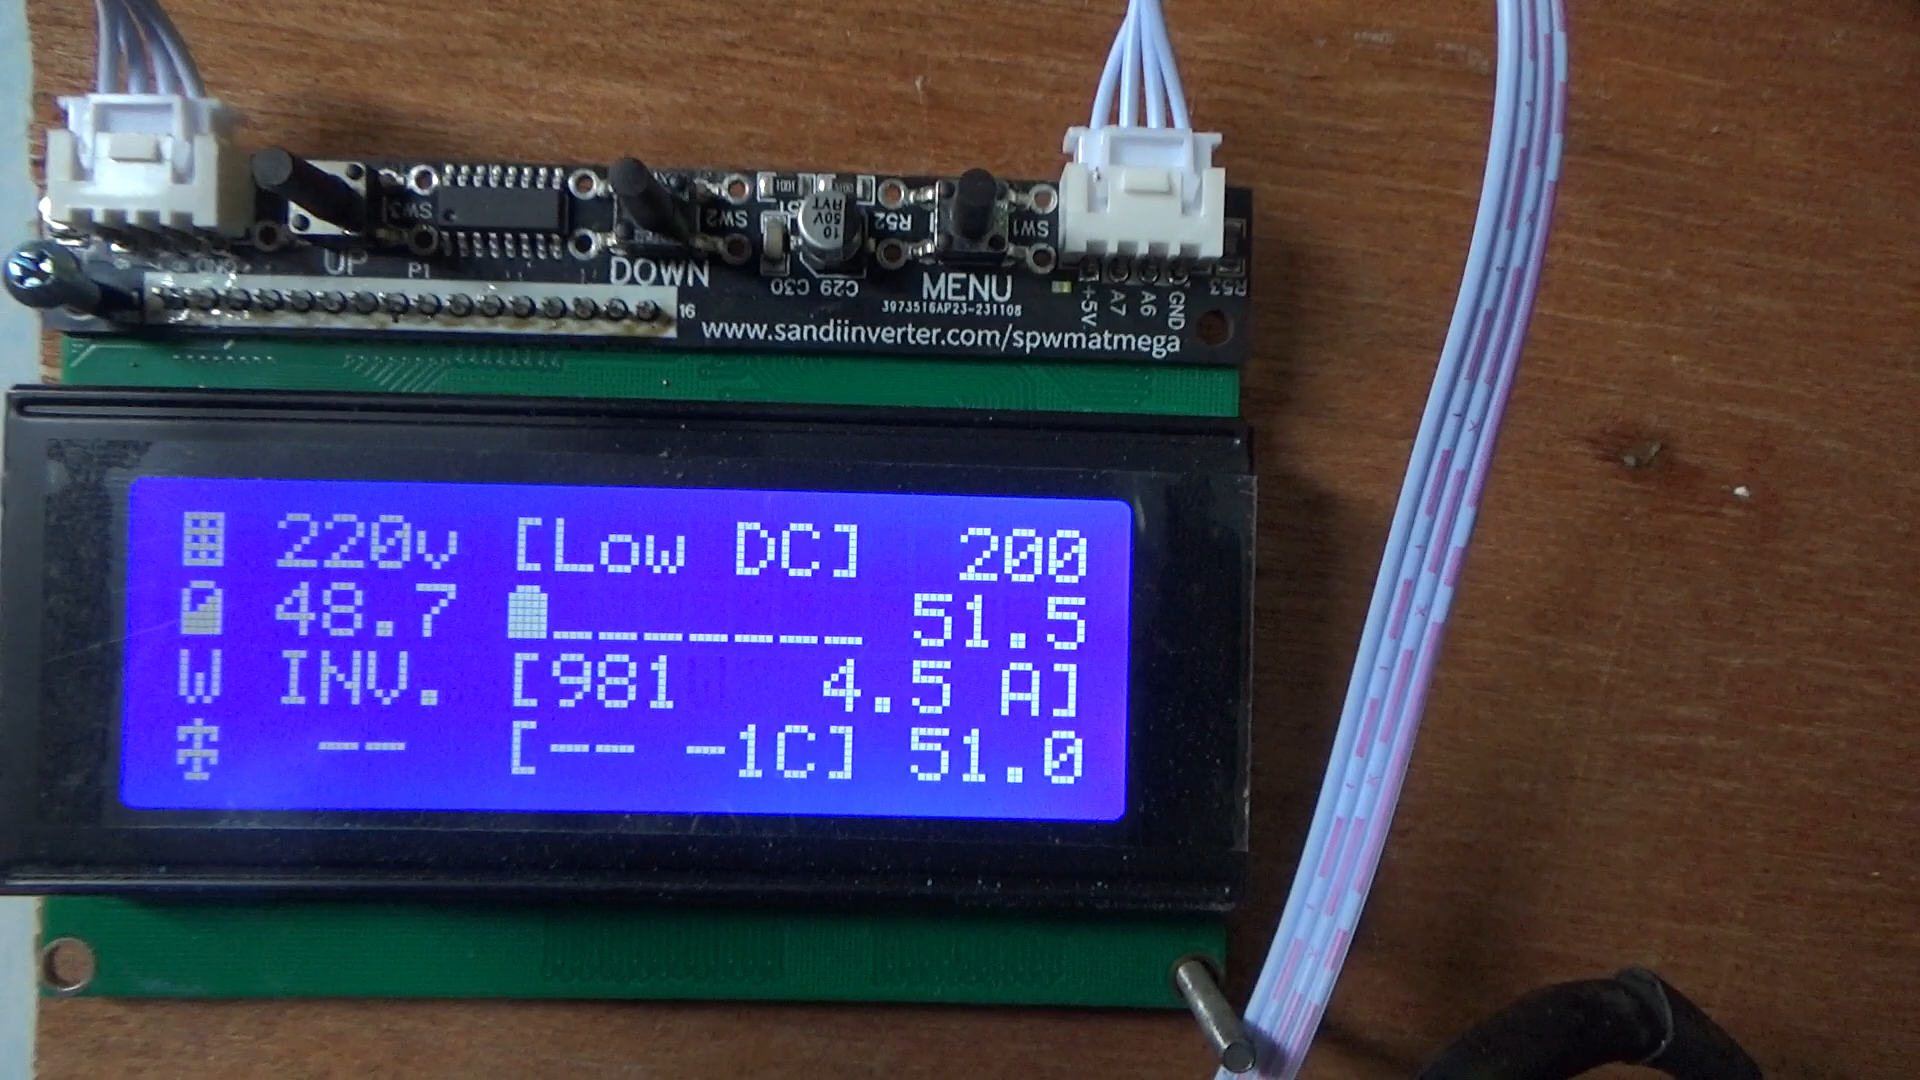 UP
P1
SW3
DOWN
SW2
10
50V
RVT
C30
C29
R52
MENU
SW1
3973516AP23-231108
+5V
A7
A6
GND
R53
16
www.sandiinverter.com/spwmatmega
220v [Low DC] 200
48.7 51.5
W INV. [981 4.5 A]
-- [-- -1C] 51.0